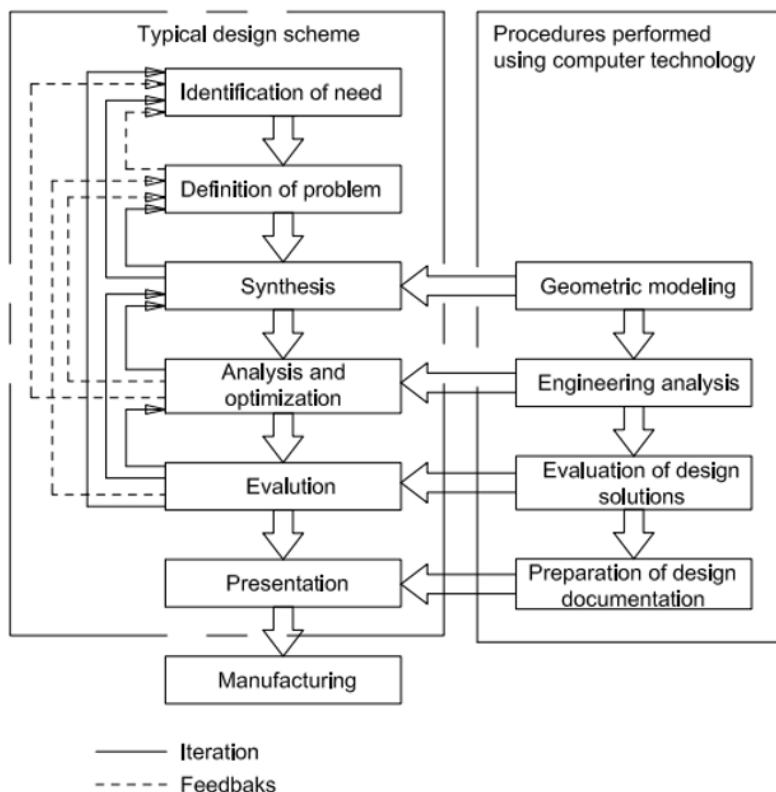 Typical design scheme
Identification of need
Definition of problem
Synthesis
Analysis and
optimization
Evalution
Presentation
Manufacturing
Procedures performed
using computer technology
Geometric modeling
Engineering analysis
Evaluation of design
solutions
Preparation of design
documentation
Iteration
Feedbaks